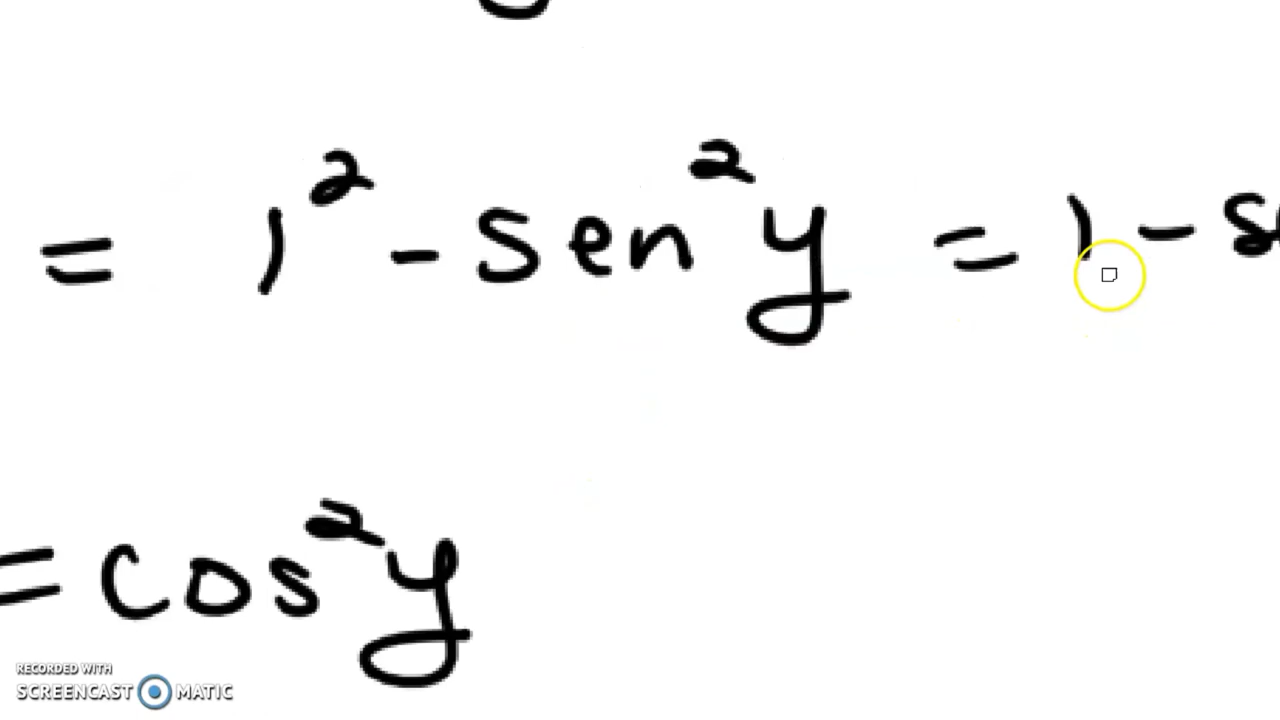 = 1² - sen²y = 1 - s
= cos²y
RECORDED WITH
SCREENCAST MATIC